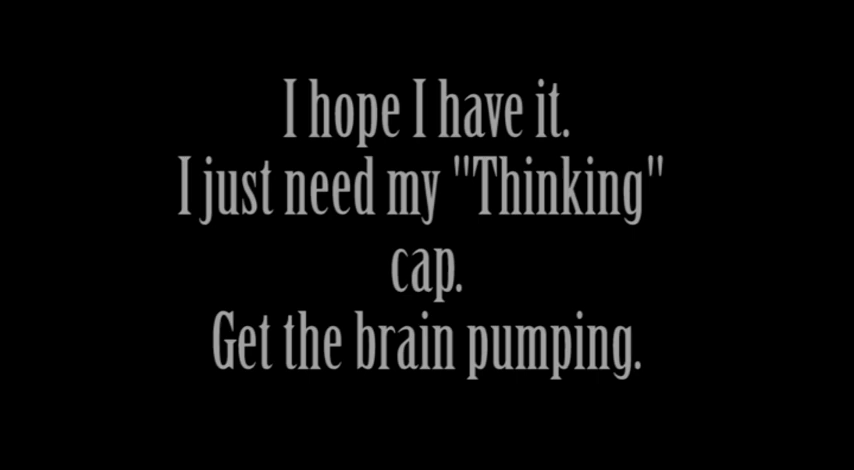 I hope I have it.
I just need my "Thinking"
cap.
Get the brain pumping.